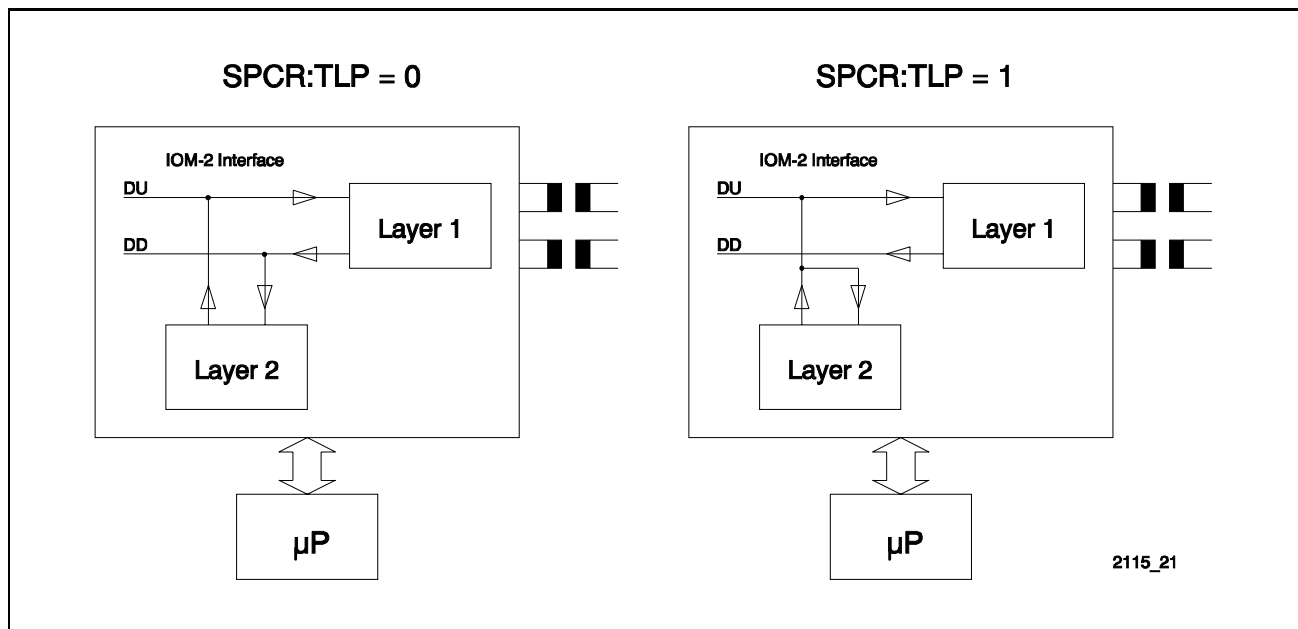 SPCR:TLP = 0
SPCR:TLP = 1
IOM-2 Interface
DU
Layer 1
DD
Layer 2
µP
IOM-2 Interface
DU
Layer 1
DD
Layer 2
µP
2115_21